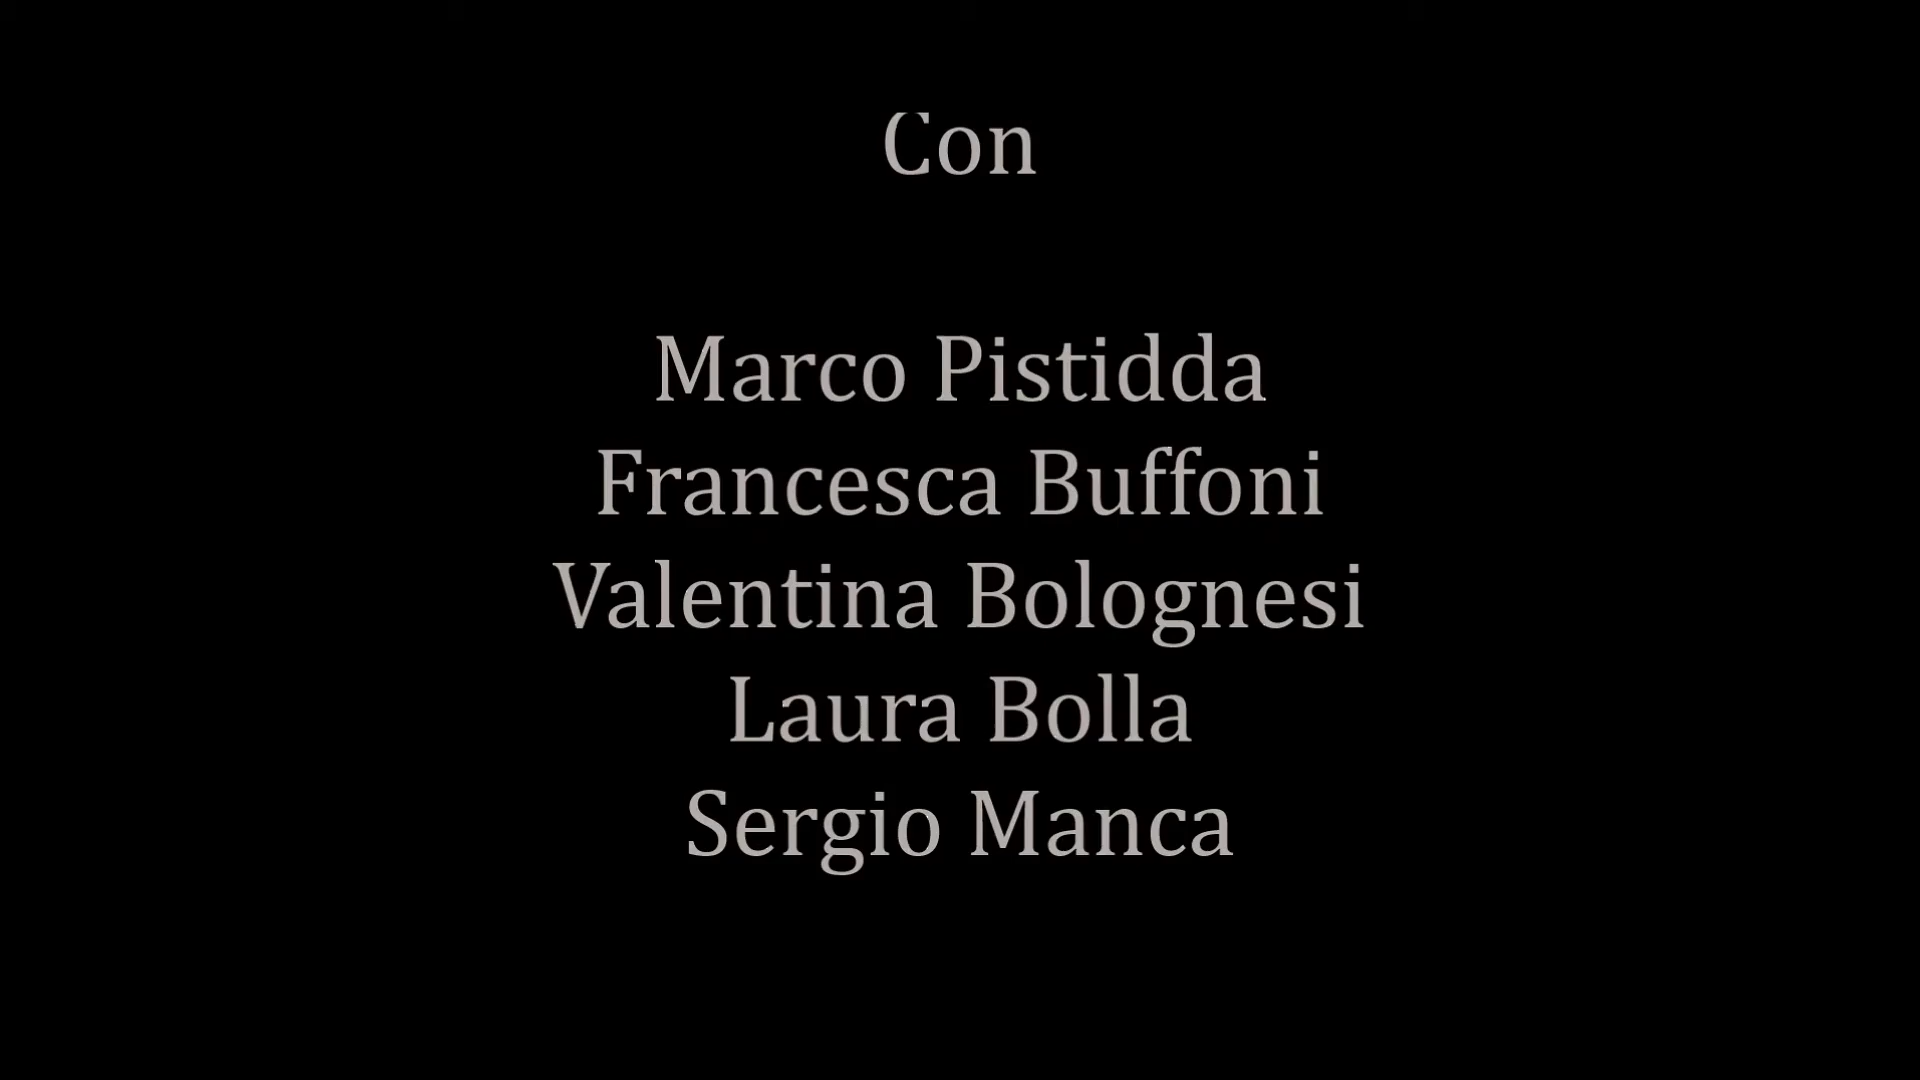 Con
Marco Pistidda
Francesca Buffoni
Valentina Bolognesi
Laura Bolla
Sergio Manca